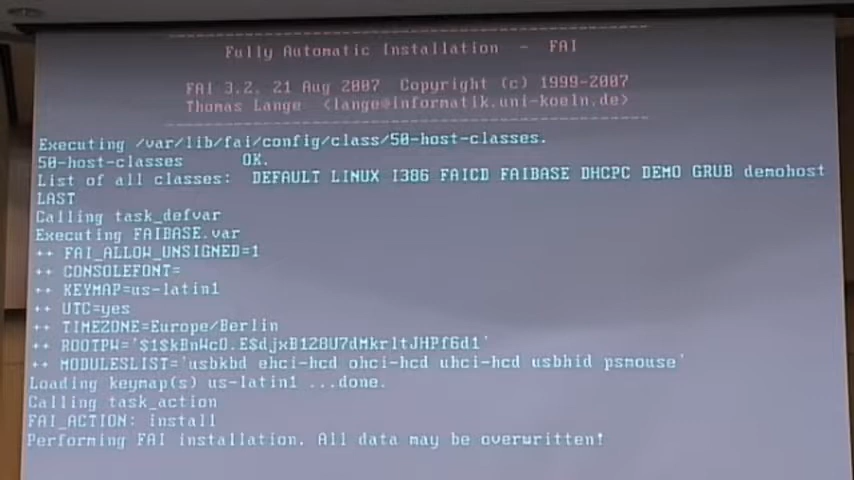 Fully Automatic Installation - FAI
FAI 3.2, 21 Aug 2007 Copyright (c) 1999-2007
Thomas Lange <lange@informatik.uni-koeln.de>
Executing /var/lib/fai/config/class/50-host-classes.
50-host-classes OK.
List of all classes: DEFAULT LINUX I386 FAICD FAIBASE DHCPC DEMO GRUB demohost
LAST
Calling task_defvar
Executing FAIBASE.var
++ FAI_ALLOW_UNSIGNED=1
++ CONSOLEFONT=
++ KEYMAP=us-latin1
++ UTC=yes
++ TIMEZONE=Europe/Berlin
++ ROOTPW='$1$kBnWcO.E$djxB128U7dMkrltJHPf6d1'
++ MODULESLIST='usbkbd ehci-hcd ohci-hcd uhci-hcd usbhid psmouse'
Loading keymap(s) us-latin1 ...done.
Calling task_action
FAI_ACTION: install
Performing FAI installation. All data may be overwritten!